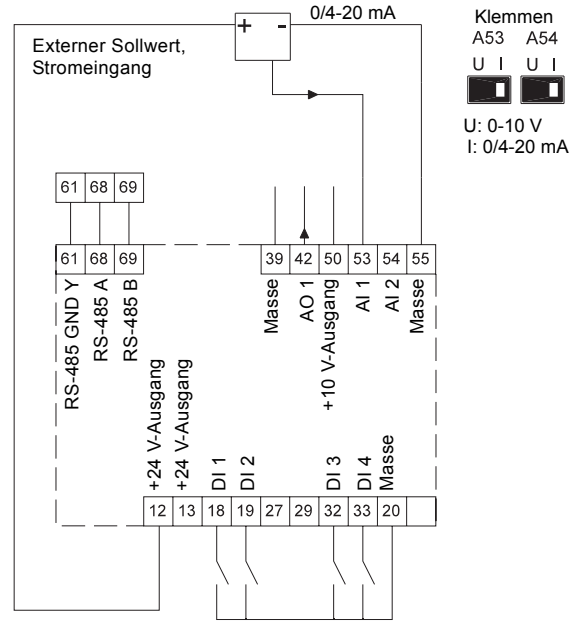 Externer Sollwert,
Stromeingang
+ -
0/4-20 mA
Klemmen
A53 A54
U I U I
U: 0-10 V
I: 0/4-20 mA
61 68 69
61 68 69
39 42 50 53 54 55
RS-485 GND Y
RS-485 A
RS-485 B
Masse
AO 1
+10 V-Ausgang
AI 1
AI 2
Masse
+24 V-Ausgang
+24 V-Ausgang
DI 1
DI 2
DI 3
DI 4
Masse
12 13 18 19 27 29 32 33 20